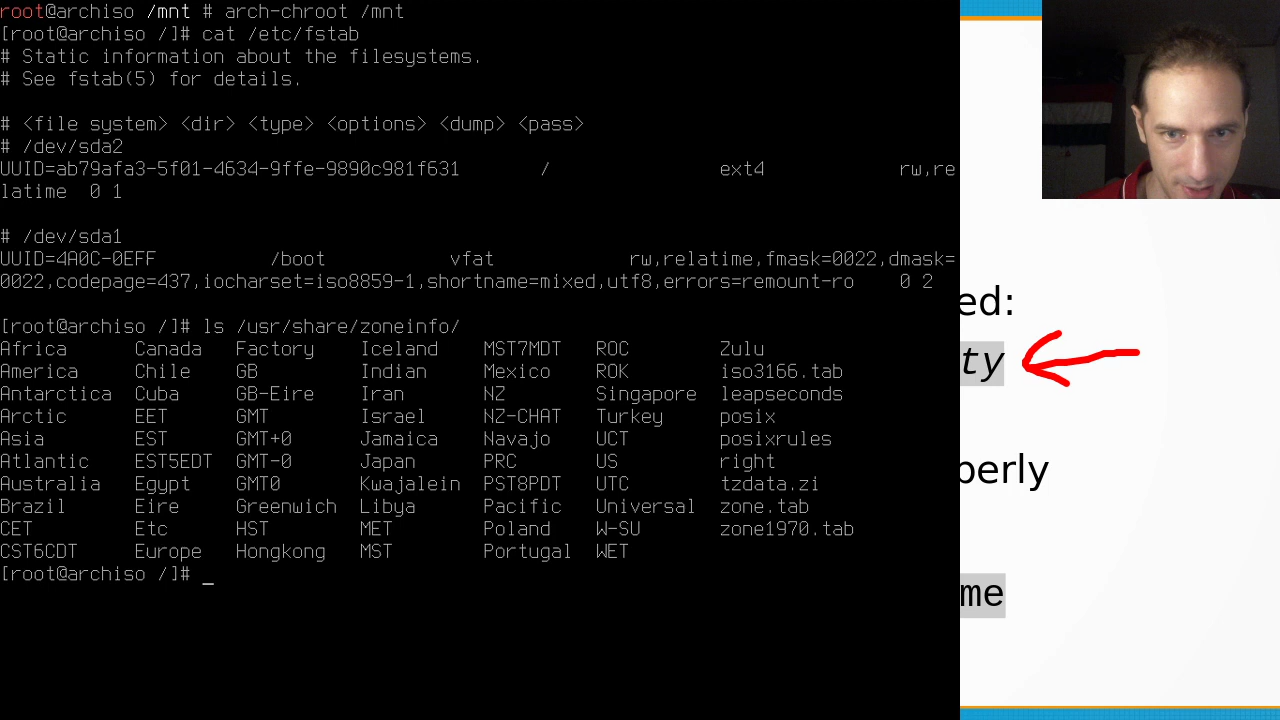 root@archiso /mnt # arch-chroot /mnt
[root@archiso /]# cat /etc/fstab
# Static information about the filesystems.
# See fstab(5) for details.
# <file system> <dir> <type> <options> <dump> <pass>
# /dev/sda2
UUID=ab79afa3-5f01-4634-9ffe-9890c981f631 / ext4 rw,re
latime 0 1
# /dev/sda1
UUID=4A0C-0EFF /boot vfat rw,relatime,fmask=0022,dmask=
0022,codepage=437,iocharset=iso8859-1,shortname=mixed,utf8,errors=remount-ro 0 2
[root@archiso /]# ls /usr/share/zoneinfo/
Africa Canada Factory Iceland MST7MDT ROC Zulu
America Chile GB Indian Mexico ROK iso3166.tab
Antarctica Cuba GB-Eire Iran NZ Singapore leapseconds
Arctic EET GMT Israel NZ-CHAT Turkey posix
Asia EST GMT+0 Jamaica Navajo UCT posixrules
Atlantic EST5EDT GMT-0 Japan PRC US right
Australia Egypt GMT0 Kwajalein PST8PDT UTC tzdata.zi
Brazil Eire Greenwich Libya Pacific Universal zone.tab
CET Etc HST MET Poland W-SU zone1970.tab
CST6CDT Europe Hongkong MST Portugal WET
[root@archiso /]# _
ed:
ty
perly
me